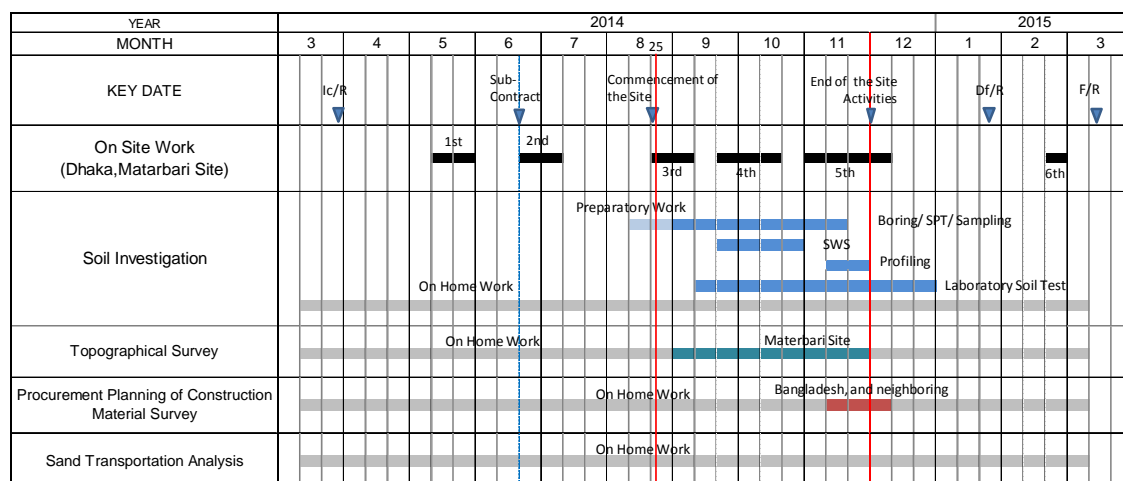 YEAR 2014 2015
MONTH 3 4 5 6 7 8 25 9 10 11 12 1 2 3
KEY DATE
Ic/R
Sub-
Contract
Commencement of
the Site
End of the Site
Activities
Df/R
F/R
On Site Work
(Dhaka,Matarbari Site)
1st
2nd
3rd
4th
5th
6th
Soil Investigation
Preparatory Work
Boring/ SPT/ Sampling
SWS
Profiling
Laboratory Soil Test
On Home Work
Topographical Survey
On Home Work
Materbari Site
Procurement Planning of Construction
Material Survey
On Home Work
Bangladesh, and neighboring
Sand Transportation Analysis
On Home Work